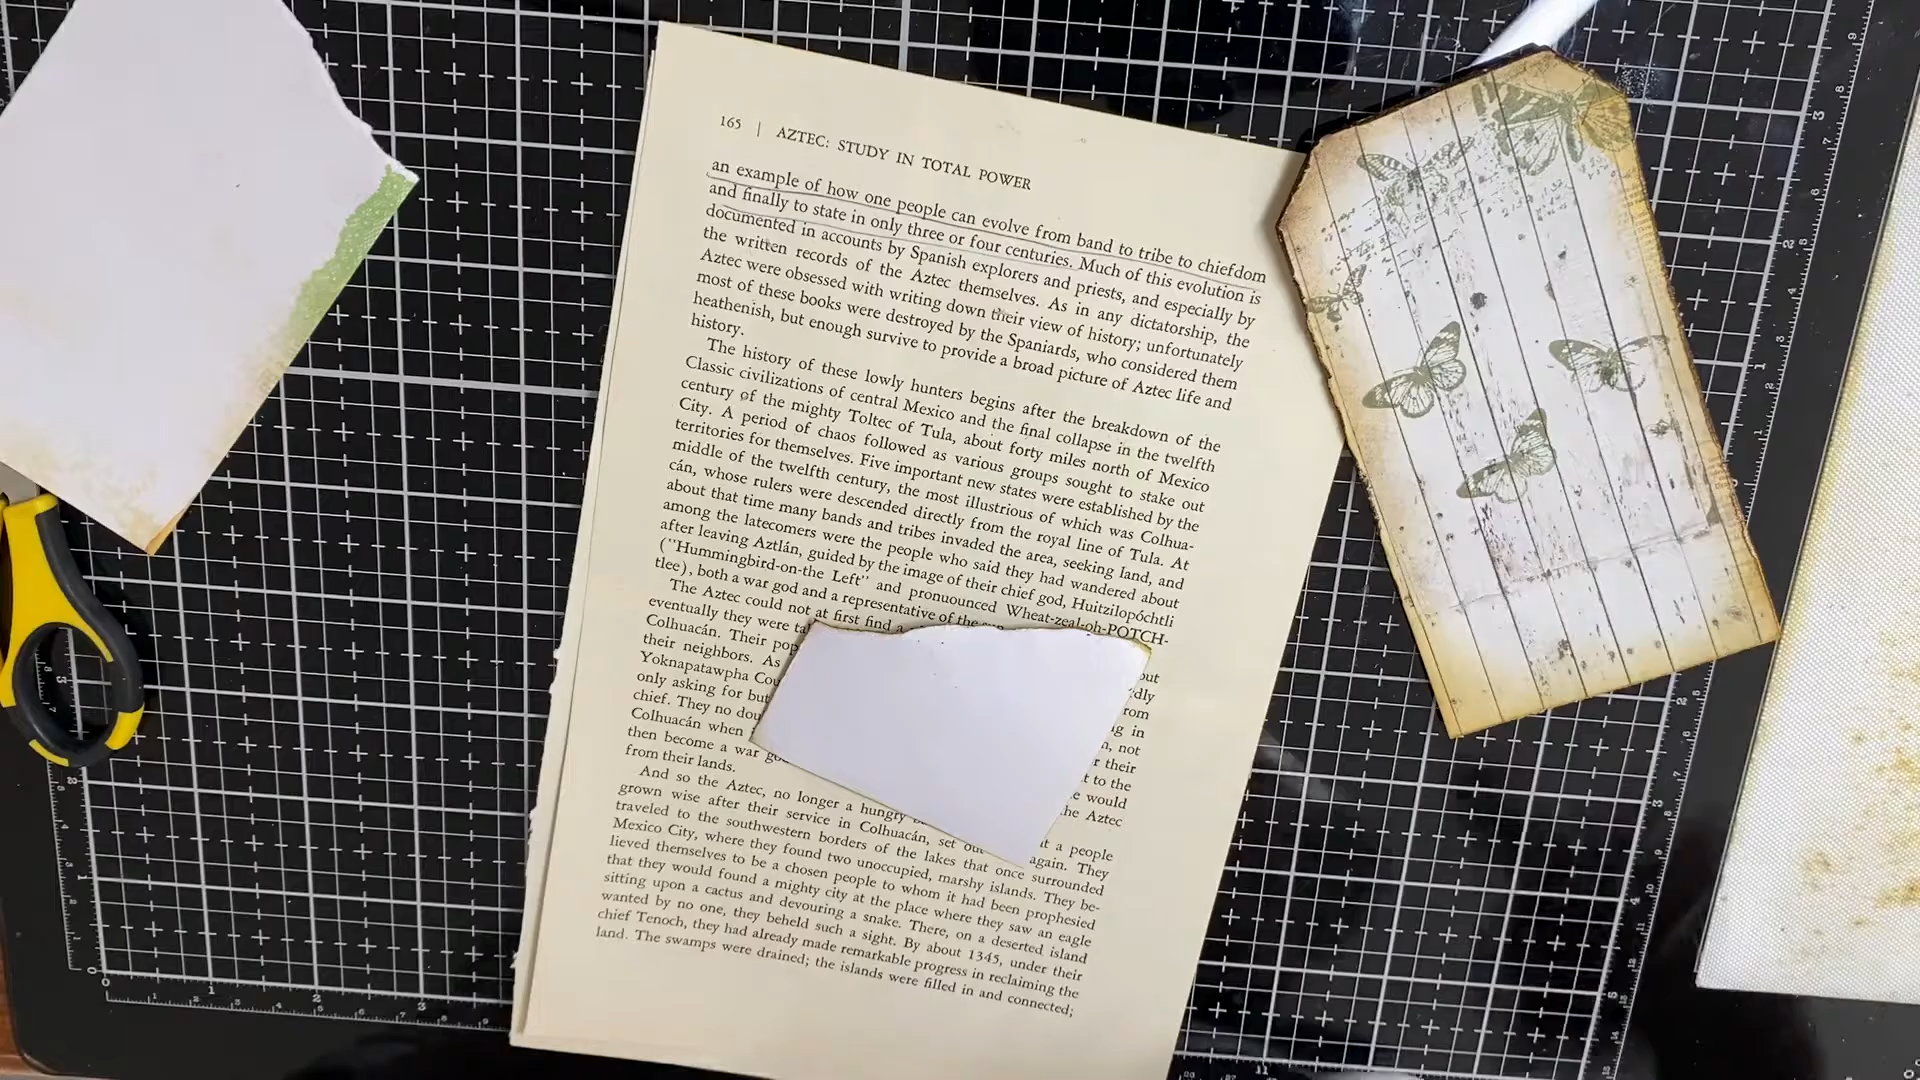 165 | AZTEC: STUDY IN TOTAL POWER
an example of how one people can evolve from band to tribe to chiefdom
and finally to state in only three or four centuries. Much of this evolution is
documented in accounts by Spanish explorers and priests, and especially by
the written records of the Aztec themselves. As in any dictatorship, the
Aztec were obsessed with writing down their view of history; unfortunately
most of these books were destroyed by the Spaniards, who considered them
heathenish, but enough survive to provide a broad picture of Aztec life and
history.
The history of these lowly hunters begins after the breakdown of the
Classic civilizations of central Mexico and the final collapse in the twelfth
century of the mighty Toltec of Tula, about forty miles north of Mexico
City. A period of chaos followed as various groups sought to stake out
territories for themselves. Five important new states were established by the
middle of the twelfth century, the most illustrious of which was Colhua-
cán, whose rulers were descended directly from the royal line of Tula. At
about that time many bands and tribes invaded the area, seeking land, and
among the latecomers were the people who said they had wandered about
after leaving Aztlán, guided by the image of their chief god, Huitzilopóchtli
("Hummingbird-on-the Left" and pronuounced Wheat-zeal-oh-POTCH-
tlee), both a war god and a representative of the
The Aztec could not at first find a
eventually they were
Colhuacán. Their
their neighbors. As
Yoknapatawpha
only asking for
chief. They no
Colhuacán when
then become a war
from their lands.
not
their
to the
would
the Aztec
And so the Aztec, no longer a hungry a people
grown wise after their service in Colhuacán, set again. They
traveled to the southwestern borders of the lakes that once surrounded
Mexico City, where they found two unoccupied, marshy islands. They be-
lieved themselves to be a chosen people to whom it had been prophesied
that they would found a mighty city at the place where they saw an eagle
sitting upon a cactus and devouring a snake. There, on a deserted island
wanted by no one, they beheld such a sight. By about 1345, under their
chief Tenoch, they had already made remarkable progress in reclaiming the
land. The swamps were drained; the islands were filled in and connected;